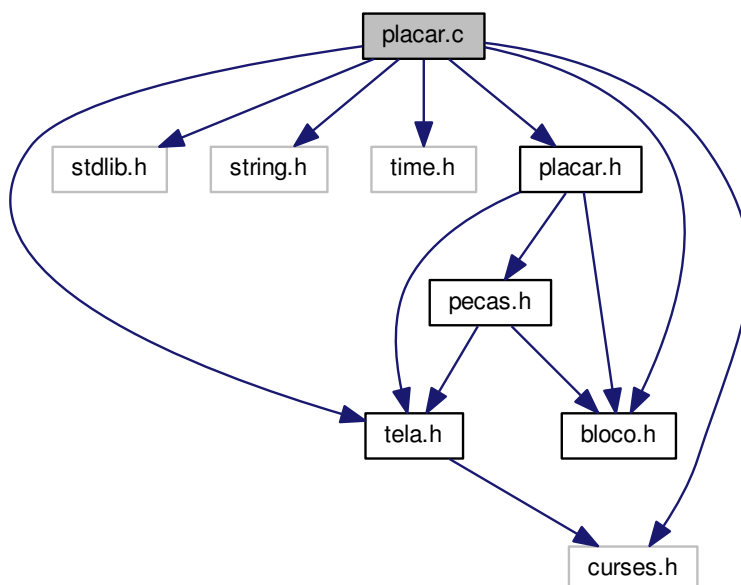 placar.c
stdlib.h
string.h
time.h
placar.h
pecas.h
tela.h
bloco.h
curses.h